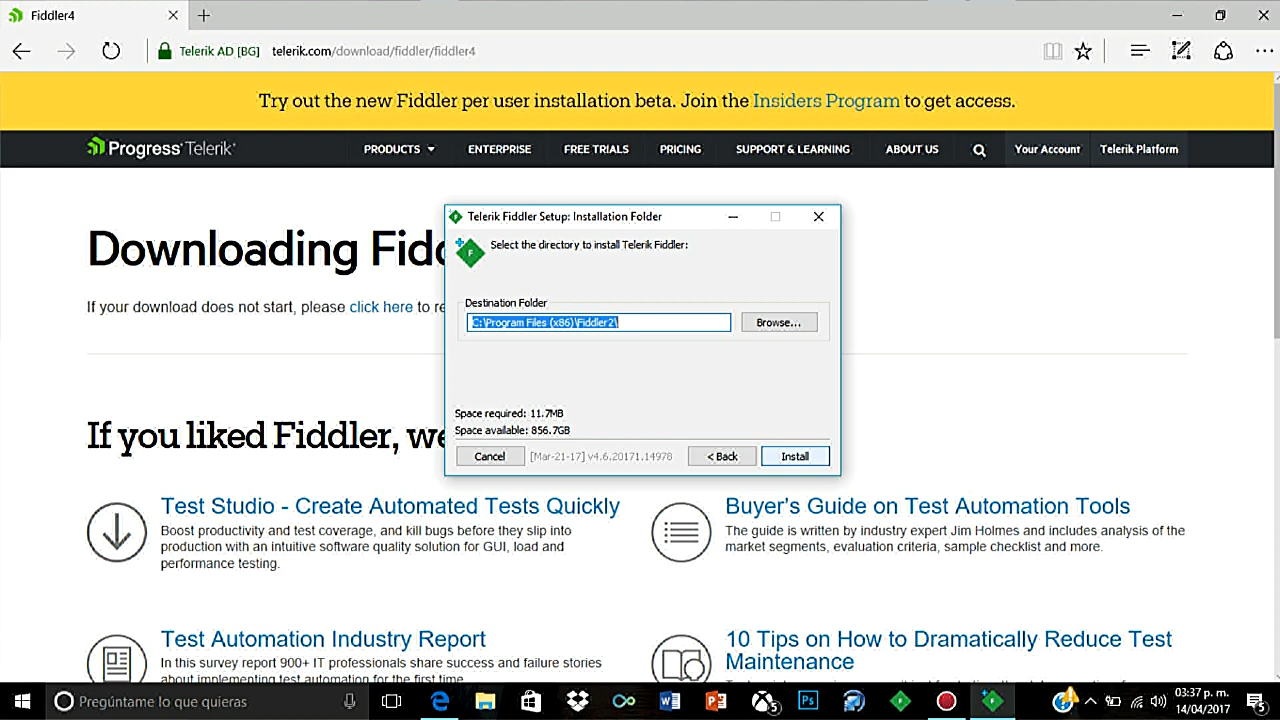 Fiddler4
Telerik AD [BG] telerik.com/download/fiddler/fiddler4
Try out the new Fiddler per user installation beta. Join the Insiders Program to get access.
Progress Telerik
PRODUCTS ENTERPRISE FREE TRIALS PRICING SUPPORT & LEARNING ABOUT US Your Account Telerik Platform
Downloading Fidd
If your download does not start, please click here to re
Telerik Fiddler Setup: Installation Folder
Select the directory to install Telerik Fiddler:
Destination Folder
C:\Program Files (x86)\Fiddler2\
Browse...
Space required: 11.7MB
Space available: 856.7GB
Cancel [Mar-21-17] v4.6.20171.14978 < Back Install
If you liked Fiddler, we
Test Studio - Create Automated Tests Quickly
Boost productivity and test coverage, and kill bugs before they slip into
production with an intuitive software quality solution for GUI, load and
performance testing.
Buyer's Guide on Test Automation Tools
The guide is written by industry expert Jim Holmes and includes analysis of the
market segments, evaluation criteria, sample checklist and more.
Test Automation Industry Report
In this survey report 900+ IT professionals share success and failure stories
about implementing test automation for the first time.
10 Tips on How to Dramatically Reduce Test
Maintenance
Pregúntame lo que quieras
03:37 p. m.
14/04/2017